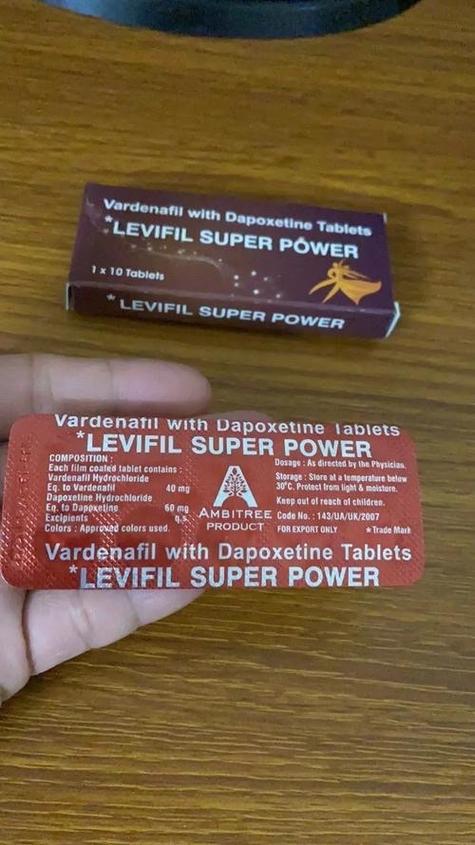 Vardenafil with Dapoxetine Tablets
*LEVIFIL SUPER POWER
1 x 10 Tablets
*LEVIFIL SUPER POWER
Vardenafil with Dapoxetine Tablets
*LEVIFIL SUPER POWER
COMPOSITION :
Each film coated tablet contains :
Vardenafil Hydrochloride
Eq. to Vardenafil 40 mg
Dapoxetine Hydrochloride
Eq. to Dapoxetine 60 mg
Excipients q.s.
Colors : Approved colors used.
AMBITREE
PRODUCT
Dosage : As directed by the Physician.
Storage : Store at a temperature below
30°C. Protect from light & moisture.
Keep out of reach of children.
Code No. : 143/UA/UK/2007
FOR EXPORT ONLY *Trade Mark
Vardenafil with Dapoxetine Tablets
*LEVIFIL SUPER POWER